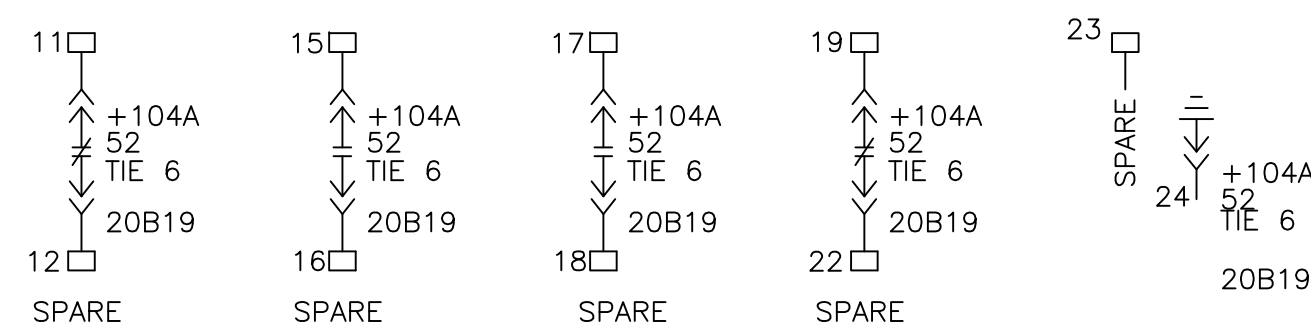 11
+104A
52
TIE 6
20B19
12
SPARE
15
+104A
52
TIE 6
20B19
16
SPARE
17
+104A
52
TIE 6
20B19
18
SPARE
19
+104A
52
TIE 6
20B19
22
SPARE
23
SPARE
24
+104A
52
TIE 6
20B19